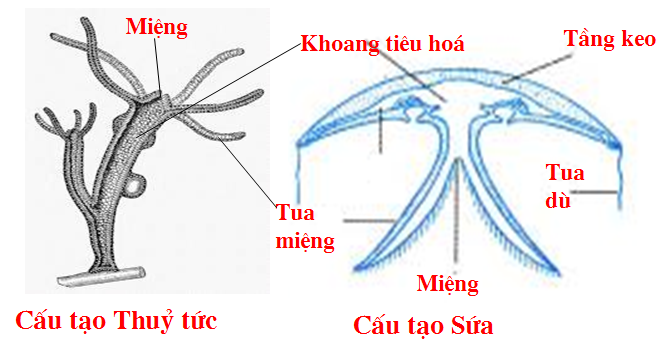 Miệng
Khoang tiêu hoá
Tầng keo
Tua
miệng
Tua
dù
Miệng
Cấu tạo Thuỷ tức
Cấu tạo Sứa